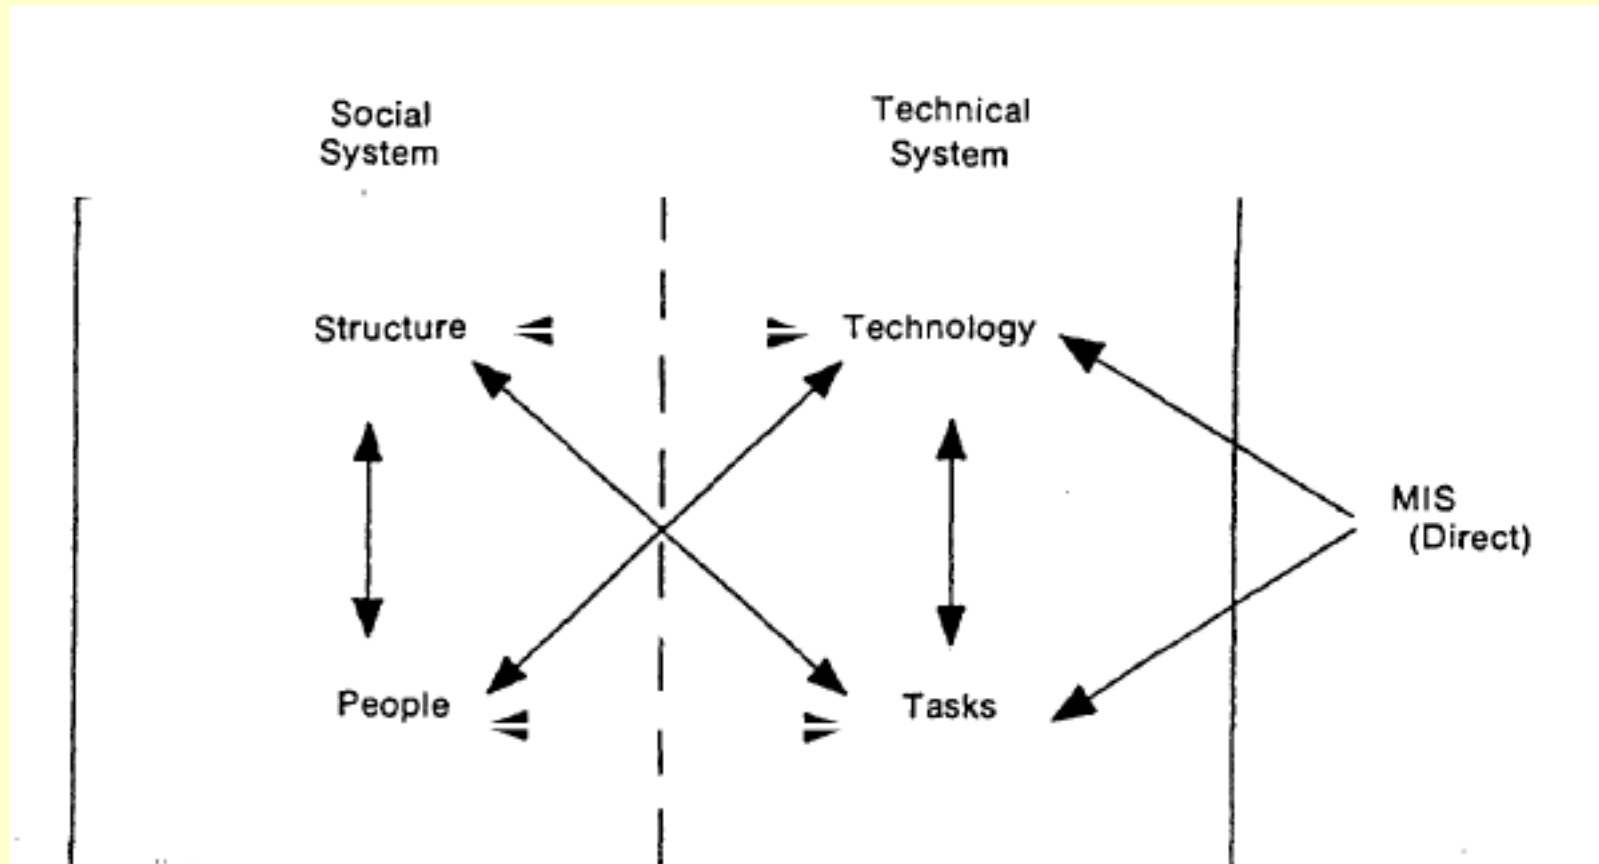 Social
System
Technical
System
Structure
Technology
MIS
(Direct)
People
Tasks